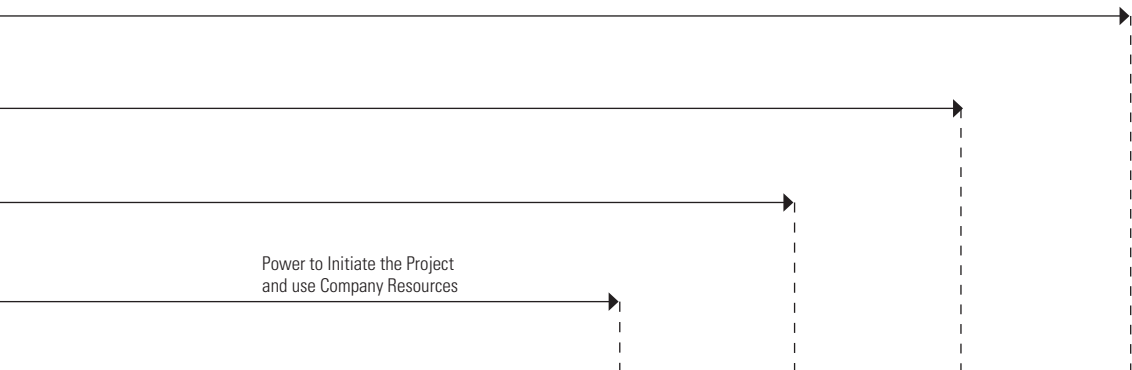 Power to Initiate the Project
and use Company Resources